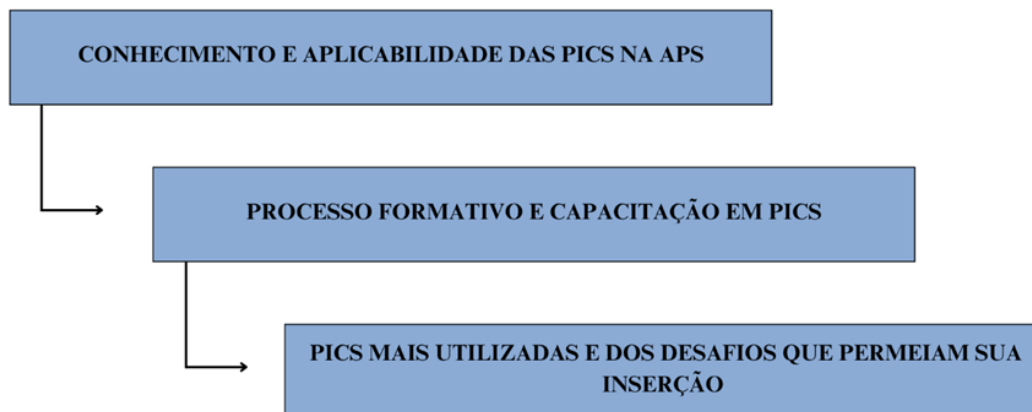 CONHECIMENTO E APLICABILIDADE DAS PICS NA APS
PROCESSO FORMATIVO E CAPACITAÇÃO EM PICS
PICS MAIS UTILIZADAS E DOS DESAFIOS QUE PERMEIAM SUA
INSERÇÃO